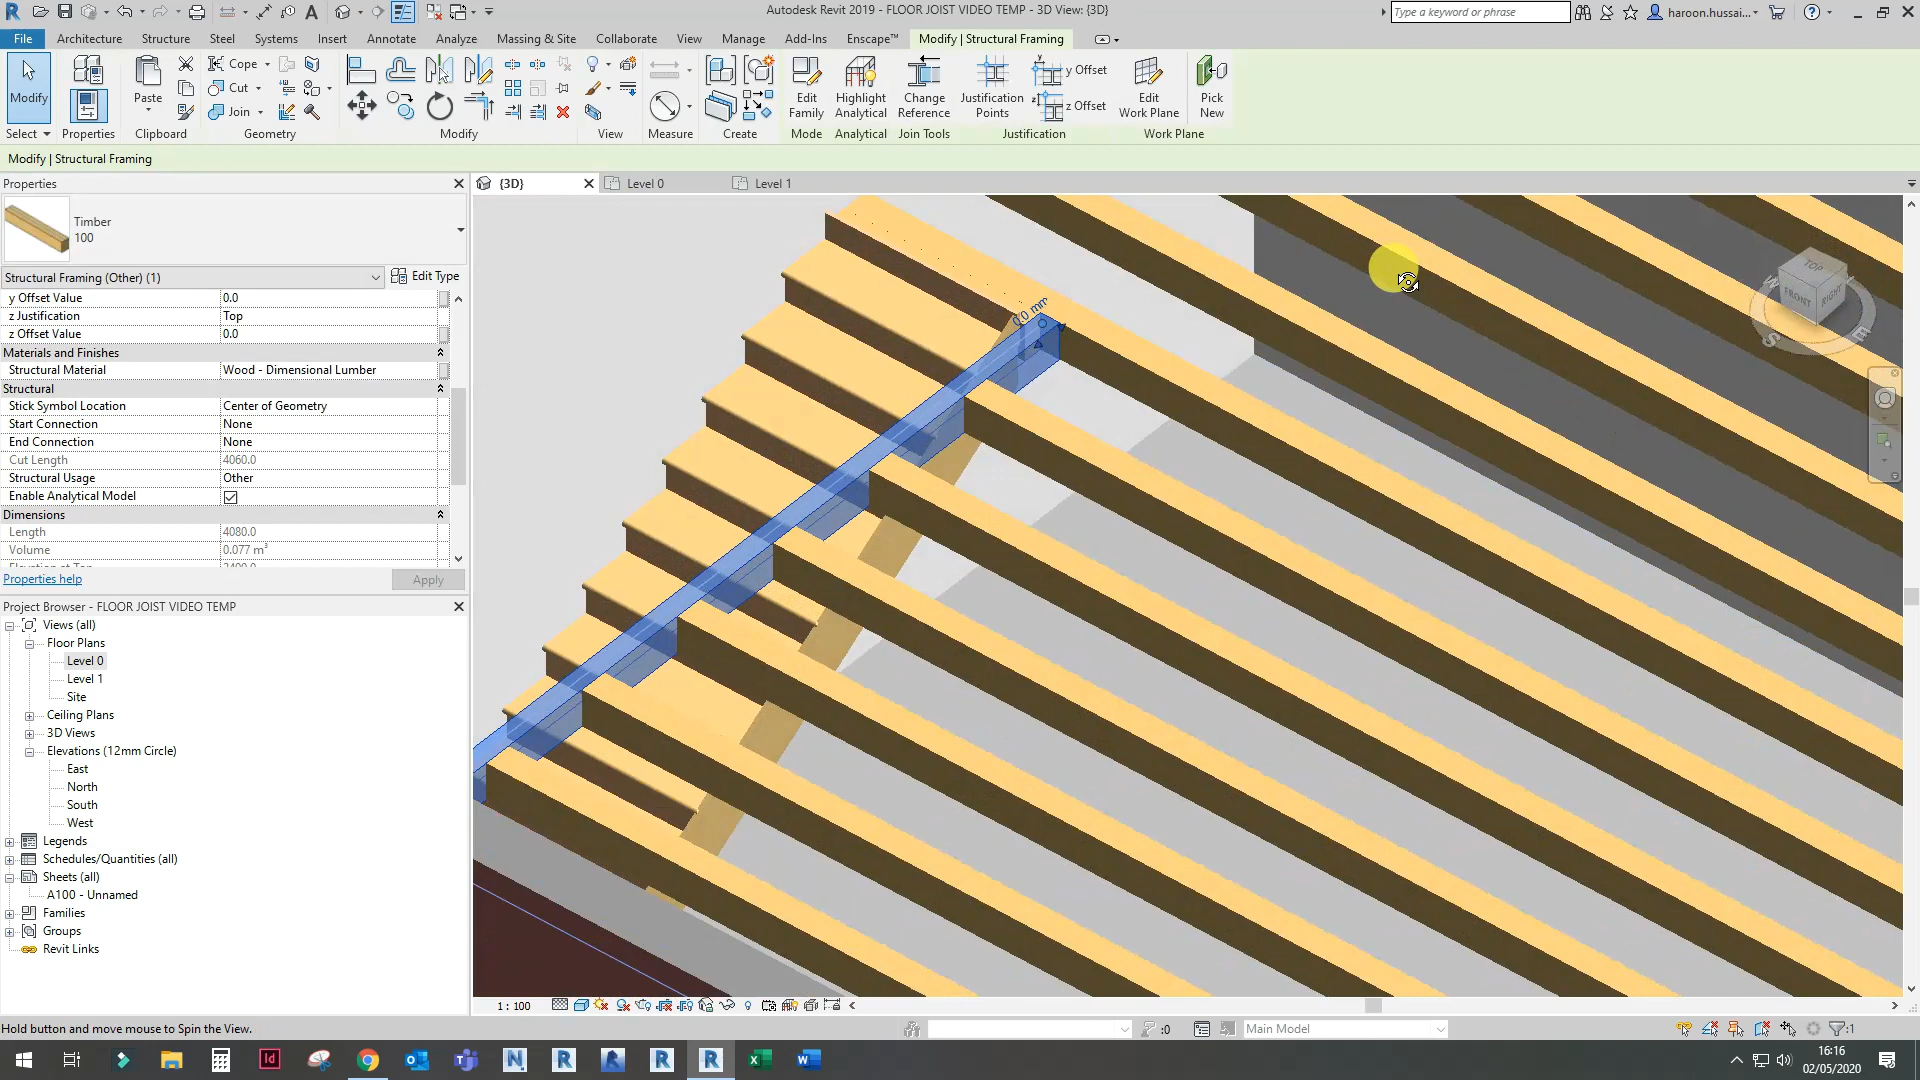 Autodesk Revit 2019 - FLOOR JOIST VIDEO TEMP - 3D View: {3D}
Type a keyword or phrase
haroon.hussai...
File Architecture Structure Steel Systems Insert Annotate Analyze Massing & Site Collaborate View Manage Add-Ins Enscape™ Modify | Structural Framing
Modify
Paste
Cope
Cut
Join
Edit Family
Highlight Analytical
Change Reference
Justification Points
y Offset
z Offset
Edit Work Plane
Pick New
Select Properties Clipboard Geometry Modify View Measure Create Mode Analytical Join Tools Justification Work Plane
Modify | Structural Framing
Properties
{3D}
Level 0
Level 1
Timber
100
Structural Framing (Other) (1)
Edit Type
y Offset Value 0.0
z Justification Top
z Offset Value 0.0
Materials and Finishes
Structural Material Wood - Dimensional Lumber
Structural
Stick Symbol Location Center of Geometry
Start Connection None
End Connection None
Cut Length 4060.0
Structural Usage Other
Enable Analytical Model
Dimensions
Length 4080.0
Volume 0.077 m³
Properties help
Apply
Project Browser - FLOOR JOIST VIDEO TEMP
Views (all)
Floor Plans
Level 0
Level 1
Site
Ceiling Plans
3D Views
Elevations (12mm Circle)
East
North
South
West
Legends
Schedules/Quantities (all)
Sheets (all)
A100 - Unnamed
Families
Groups
Revit Links
0.0 mm
TOP
FRONT
RIGHT
W
S
E
1 : 100
Hold button and move mouse to Spin the View.
:0
Main Model
:1
16:16
02/05/2020